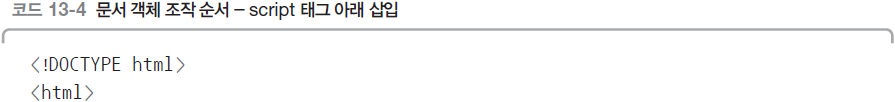 코드 13-4 문서 객체 조작 순서 – script 태그 아래 삽입
<!DOCTYPE html>
<html>